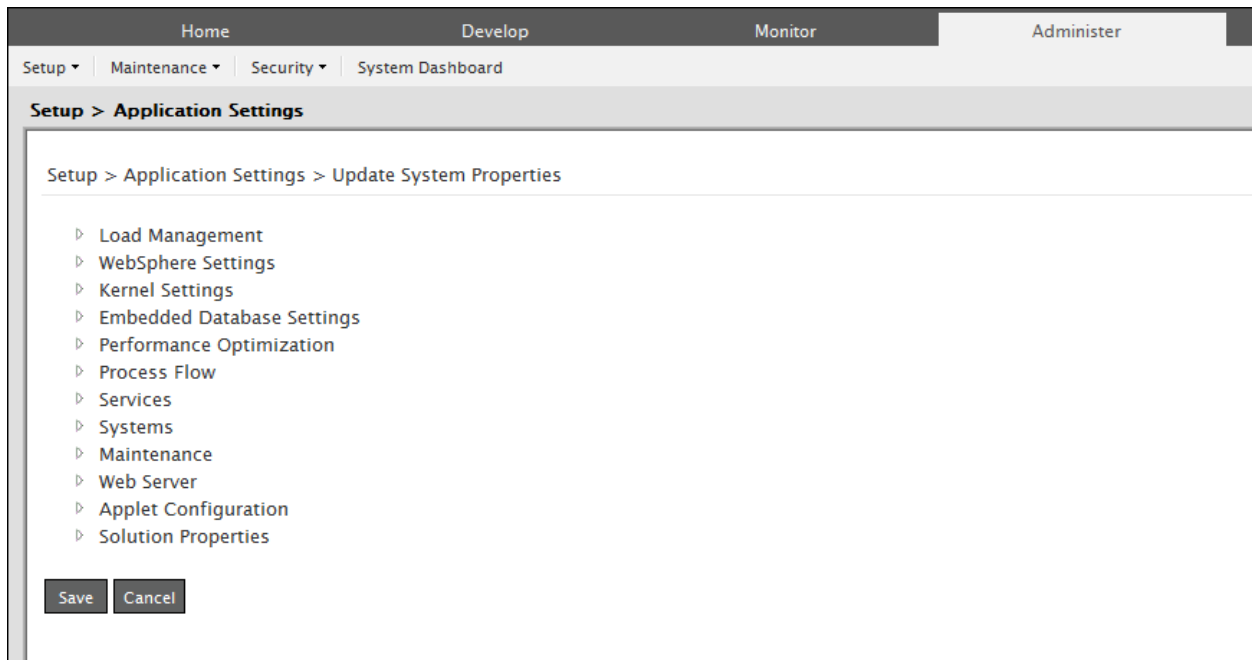 Home Develop Monitor Administer
Setup Maintenance Security System Dashboard
Setup > Application Settings
Setup > Application Settings > Update System Properties
Load Management
WebSphere Settings
Kernel Settings
Embedded Database Settings
Performance Optimization
Process Flow
Services
Systems
Maintenance
Web Server
Applet Configuration
Solution Properties
Save Cancel